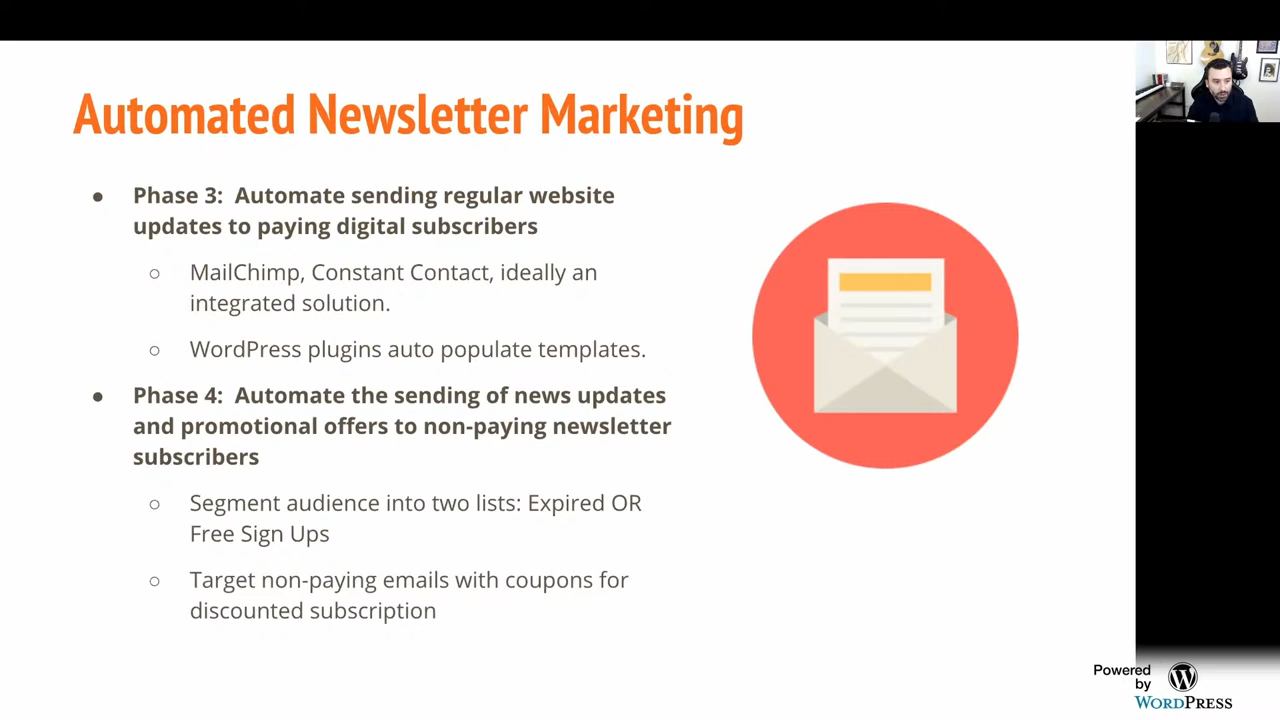 Automated Newsletter Marketing
● Phase 3: Automate sending regular website
updates to paying digital subscribers
○ MailChimp, Constant Contact, ideally an
integrated solution.
○ WordPress plugins auto populate templates.
● Phase 4: Automate the sending of news updates
and promotional offers to non-paying newsletter
subscribers
○ Segment audience into two lists: Expired OR
Free Sign Ups
○ Target non-paying emails with coupons for
discounted subscription
Powered
by
WORDPRESS